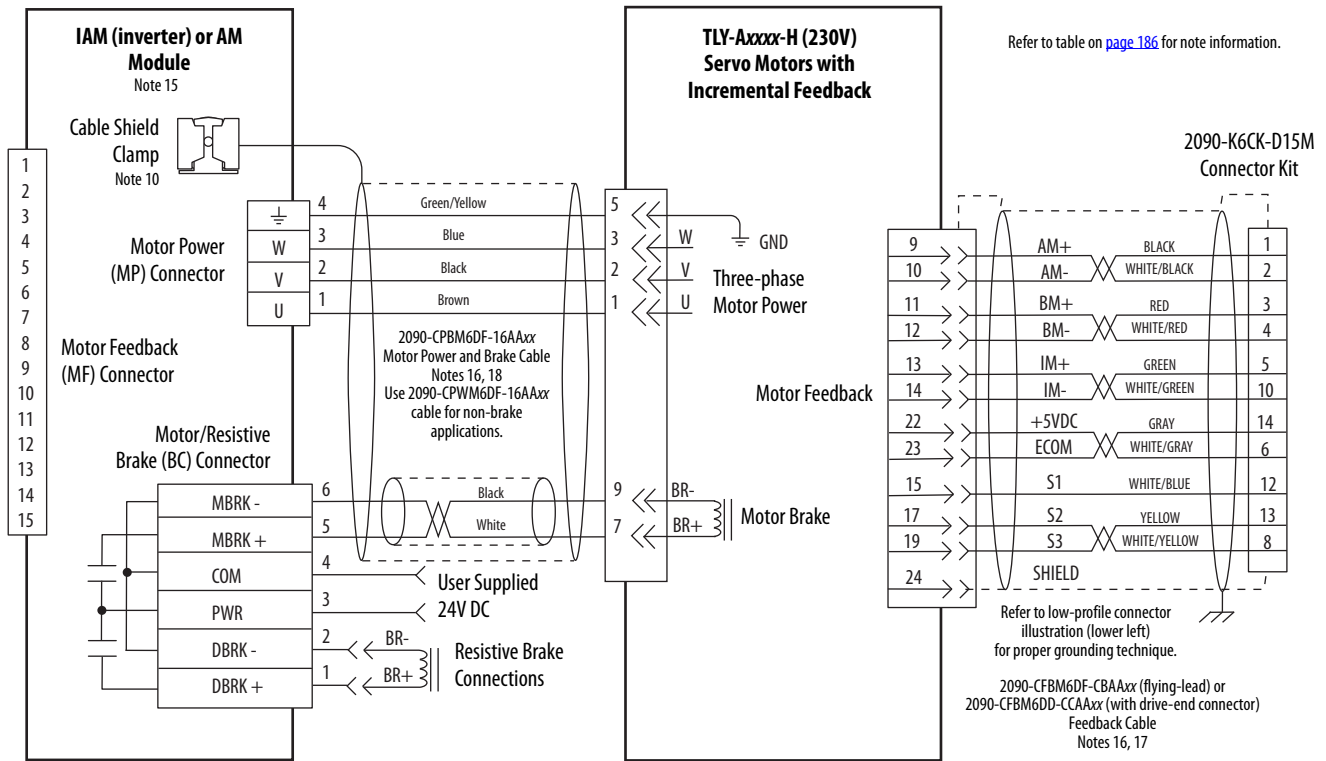 IAM (inverter) or AM
Module
Note 15
Cable Shield
Clamp
Note 10
1
2
3
4
5
6
7
8
9
10
11
12
13
14
15
Motor Feedback
(MF) Connector
Motor Power
(MP) Connector
W
V
U
4
3
2
1
Green/Yellow
Blue
Black
Brown
2090-CPBM6DF-16AAxx
Motor Power and Brake Cable
Notes 16, 18
Use 2090-CPWM6DF-16AAxx
cable for non-brake
applications.
Motor/Resistive
Brake (BC) Connector
MBRK -
MBRK +
COM
PWR
DBRK -
DBRK +
6
5
4
3
2
1
Black
White
User Supplied
24V DC
BR-
BR+
Resistive Brake
Connections
TLY-Axxxx-H (230V)
Servo Motors with
Incremental Feedback
5
3
2
1
GND
W
V
U
Three-phase
Motor Power
9
7
BR-
BR+
Motor Brake
Motor Feedback
9
10
11
12
13
14
22
23
15
17
19
24
Refer to table on page 186 for note information.
2090-K6CK-D15M
Connector Kit
AM+ BLACK 1
AM- WHITE/BLACK 2
BM+ RED 3
BM- WHITE/RED 4
IM+ GREEN 5
IM- WHITE/GREEN 10
+5VDC GRAY 14
ECOM WHITE/GRAY 6
S1 WHITE/BLUE 12
S2 YELLOW 13
S3 WHITE/YELLOW 8
SHIELD
Refer to low-profile connector
illustration (lower left)
for proper grounding technique.
2090-CFBM6DF-CBAAxx (flying-lead) or
2090-CFBM6DD-CCAAxx (with drive-end connector)
Feedback Cable
Notes 16, 17